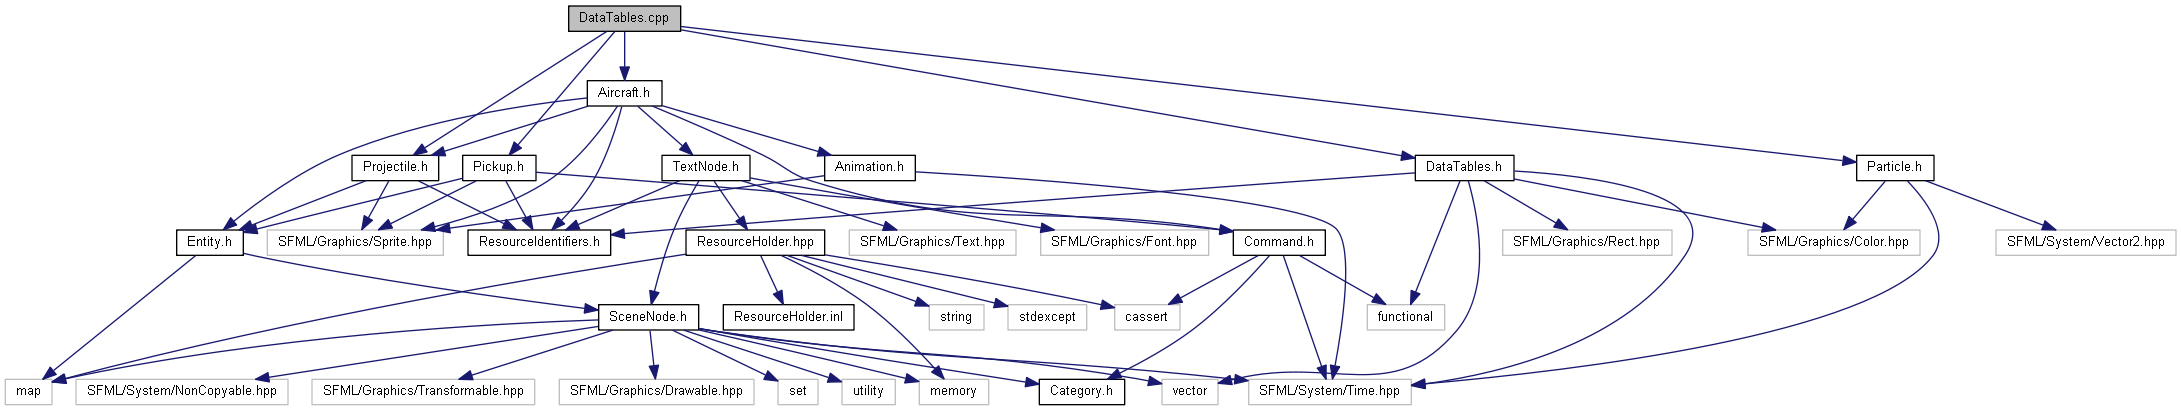 DataTables.cpp
Aircraft.h
Projectile.h
Pickup.h
TextNode.h
Animation.h
DataTables.h
Particle.h
Entity.h
SFML/Graphics/Sprite.hpp
ResourceIdentifiers.h
ResourceHolder.hpp
SFML/Graphics/Text.hpp
SFML/Graphics/Font.hpp
Command.h
SFML/Graphics/Rect.hpp
SFML/Graphics/Color.hpp
SFML/System/Vector2.hpp
SceneNode.h
ResourceHolder.inl
string
stdexcept
cassert
functional
map
SFML/System/NonCopyable.hpp
SFML/Graphics/Transformable.hpp
SFML/Graphics/Drawable.hpp
set
utility
memory
Category.h
vector
SFML/System/Time.hpp